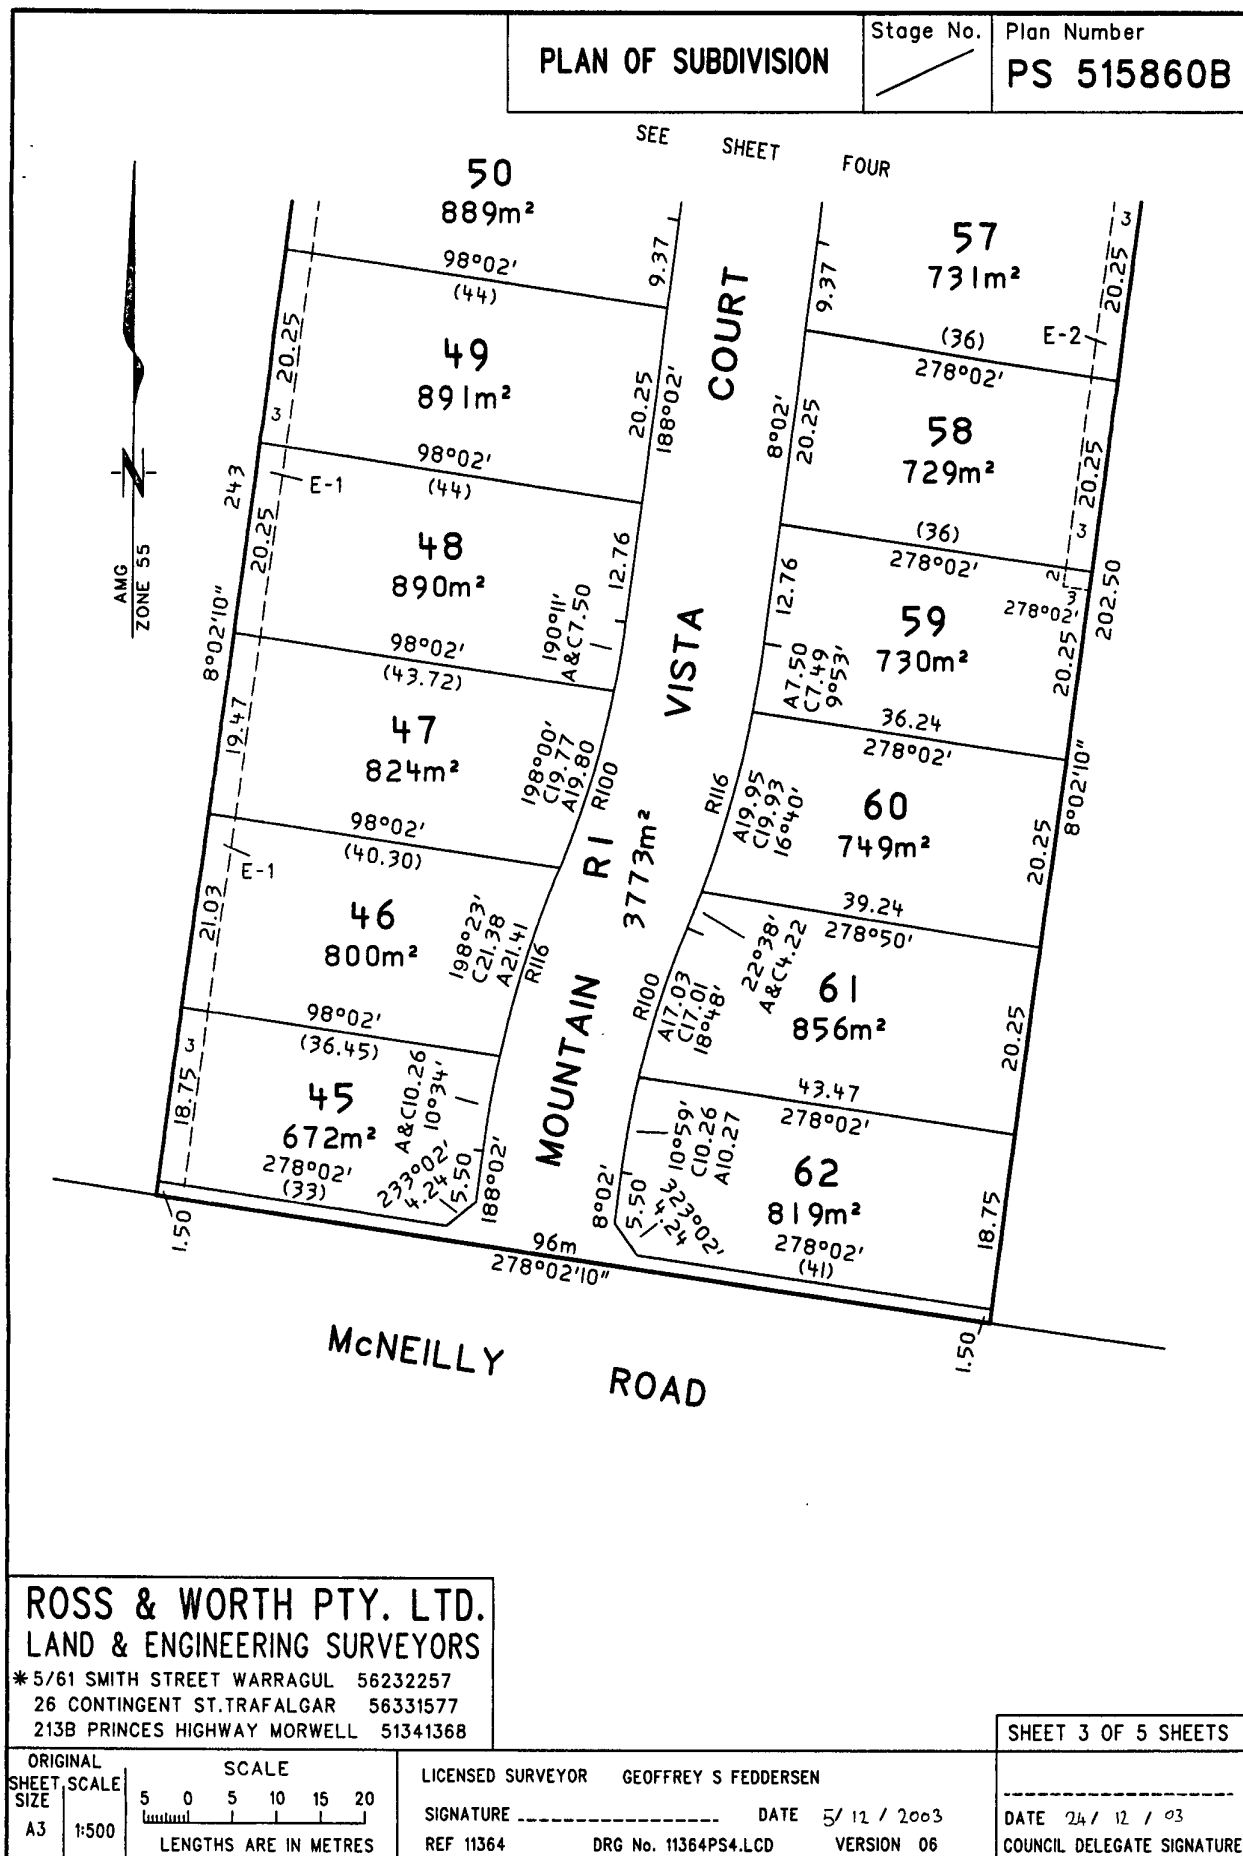 PLAN OF SUBDIVISION
Stage No.
Plan Number
PS 515860B
SEE SHEET FOUR
50
889m²
98°02'
(44)
9.37
20.25
49
891m²
3
20.25
188°02'
98°02'
(44)
E-1
243
20.25
48
890m²
12.76
190°11'
A&C7.50
8°02'10"
98°02'
(43.72)
19.47
47
824m²
198°00'
C19.77
A19.80
R100
98°02'
(40.30)
E-1
21.03
46
800m²
198°23'
C21.38
A21.41
R116
98°02'
(36.45)
3
18.75
45
672m²
A&C10.26
10°34'
278°02'
(33)
233°02'
4.24
5.50
188°02'
1.50
AMG
ZONE 55
COURT
VISTA
RI
3773m²
MOUNTAIN
57
731m²
3
20.25
9.37
E-2
(36)
278°02'
8°02'
20.25
58
729m²
20.25
3
(36)
278°02'
12.76
2
3
278°02'
202.50
59
730m²
20.25
A7.50
C7.49
9°53'
36.24
278°02'
8°02'10"
R116
A19.95
C19.93
16°40'
60
749m²
20.25
39.24
278°50'
22°38'
A&C4.22
R100
A17.03
C17.01
18°48'
61
856m²
20.25
43.47
278°02'
10°59'
C10.26
A10.27
62
819m²
18.75
8°02'
5.50
323°02'
4.24
278°02'
(41)
96m
278°02'10"
1.50
McNEILLY ROAD
ROSS & WORTH PTY. LTD.
LAND & ENGINEERING SURVEYORS
* 5/61 SMITH STREET WARRAGUL 56232257
26 CONTINGENT ST.TRAFALGAR 56331577
213B PRINCES HIGHWAY MORWELL 51341368
SHEET 3 OF 5 SHEETS
ORIGINAL
SHEET SIZE
SCALE
A3
1:500
SCALE
5 0 5 10 15 20
LENGTHS ARE IN METRES
LICENSED SURVEYOR GEOFFREY S FEDDERSEN
SIGNATURE DATE 5/ 12 / 2003
REF 11364 DRG No. 11364PS4.LCD VERSION 06
DATE 24/ 12 / 03
COUNCIL DELEGATE SIGNATURE